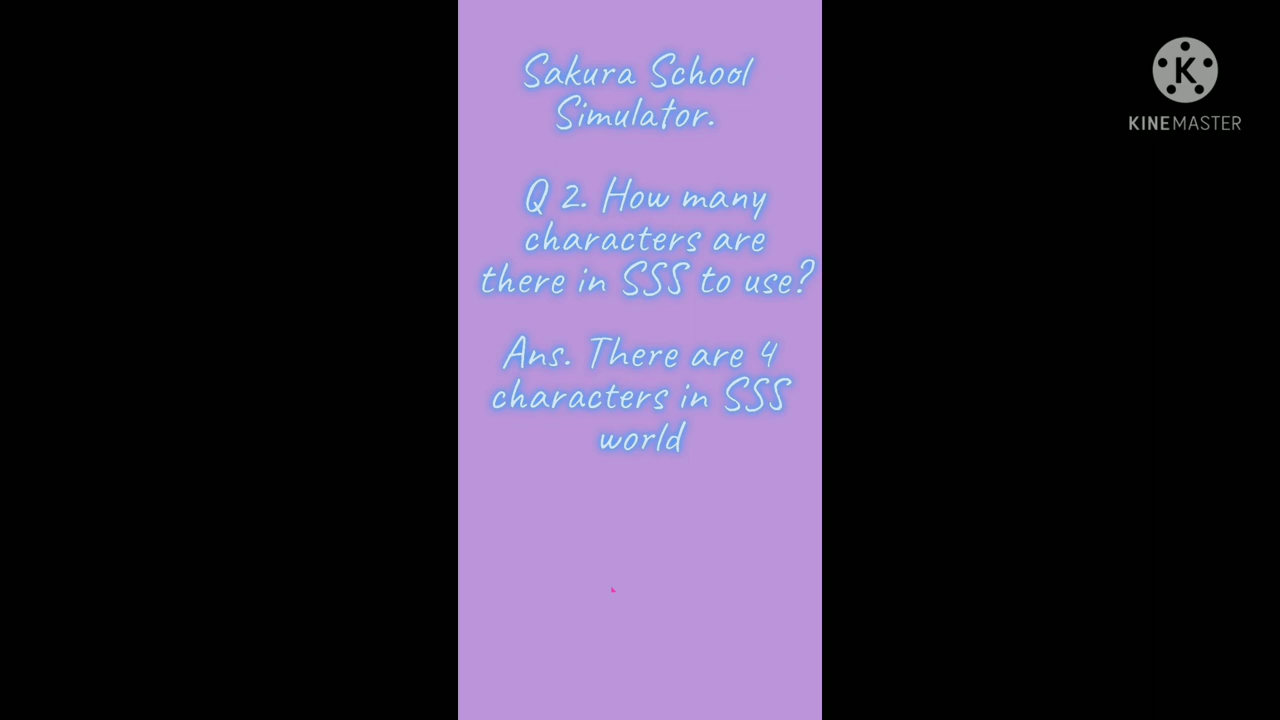 Sakura School
Simulator.
Q 2. How many
characters are
there in SSS to use?
Ans. There are 4
characters in SSS
world
K
KINEMASTER